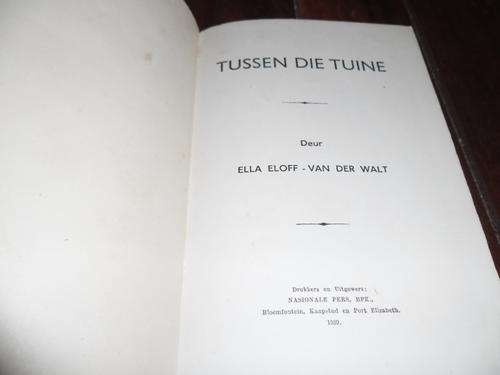 TUSSEN DIE TUINE
Deur
ELLA ELOFF - VAN DER WALT
Drukkers en Uitgewers:
NASIONALE PERS, BPK.,
Bloemfontein, Kaapstad en Port Elizabeth.
1939.